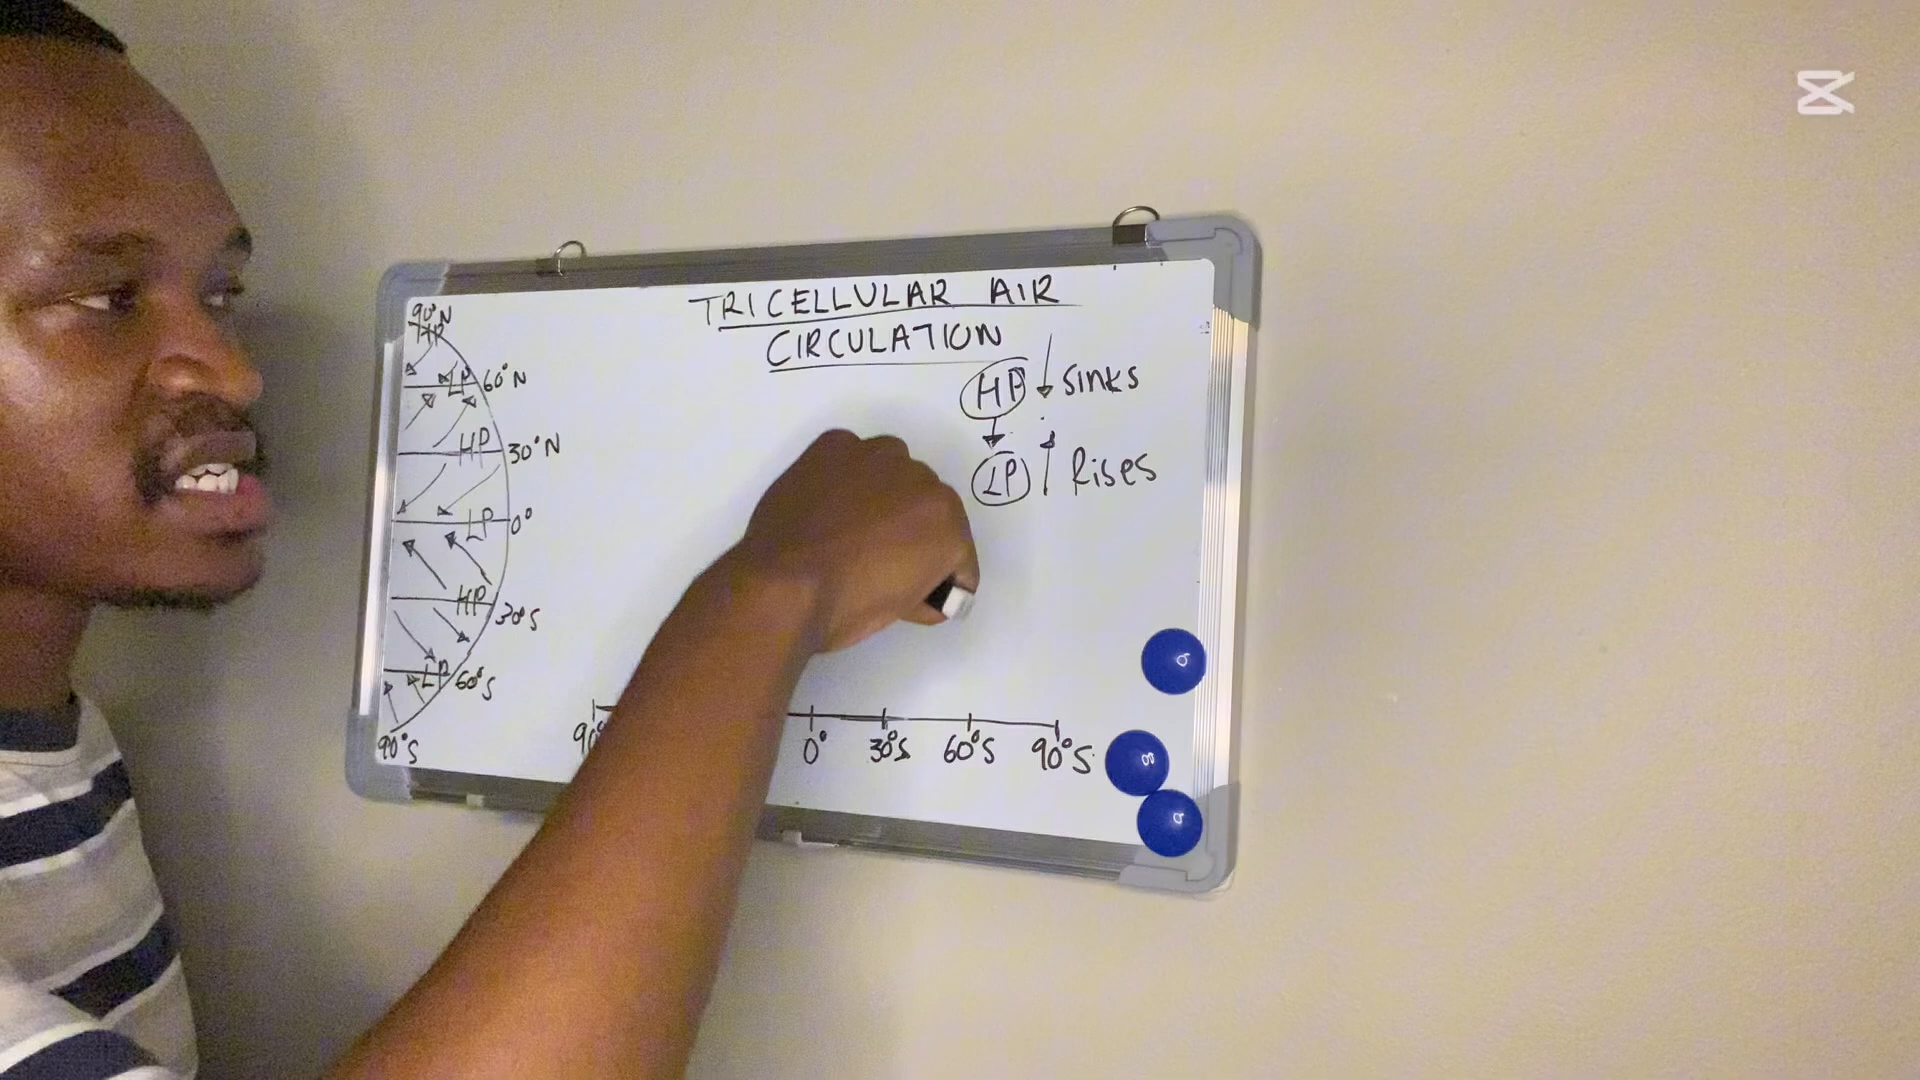 TRICELLULAR AIR
CIRCULATION
90°N
HP
LP 60°N
HP 30°N
LP 0°
HP 30°S
LP 60°S
90°S
HP ↓ Sinks
LP ↑ Rises
90° 0° 30°S 60°S 90°S